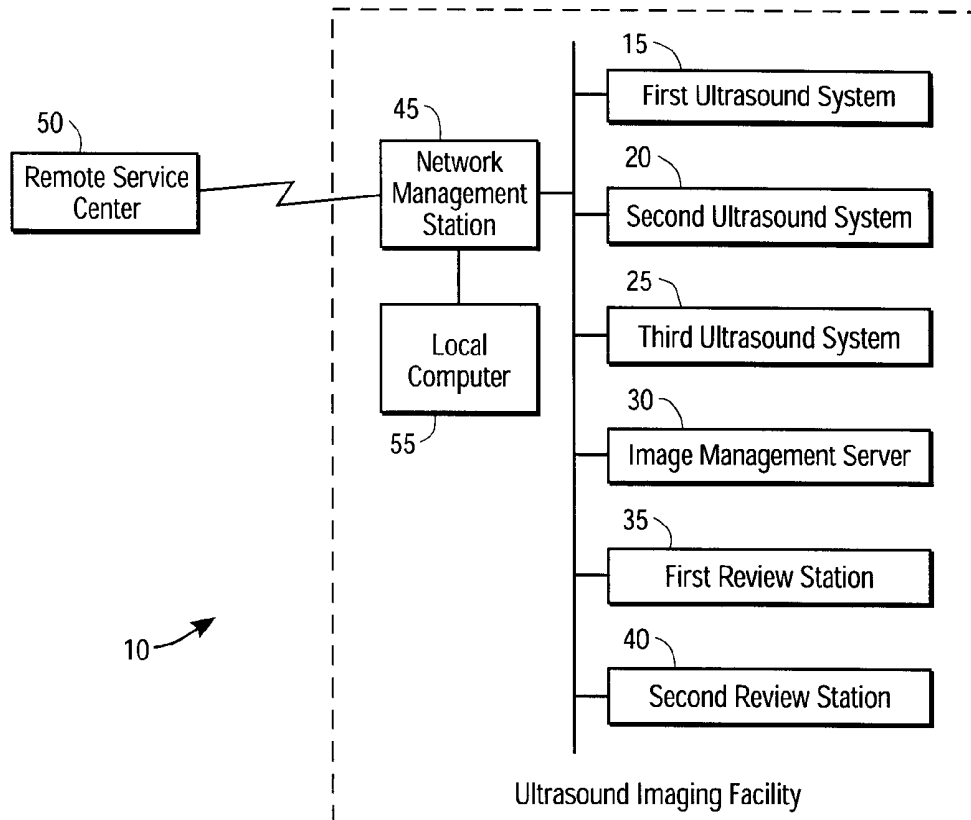 15
First Ultrasound System
50
Remote Service
Center
45
Network
Management
Station
20
Second Ultrasound System
25
Third Ultrasound System
Local
Computer
55
30
Image Management Server
35
First Review Station
10
40
Second Review Station
Ultrasound Imaging Facility